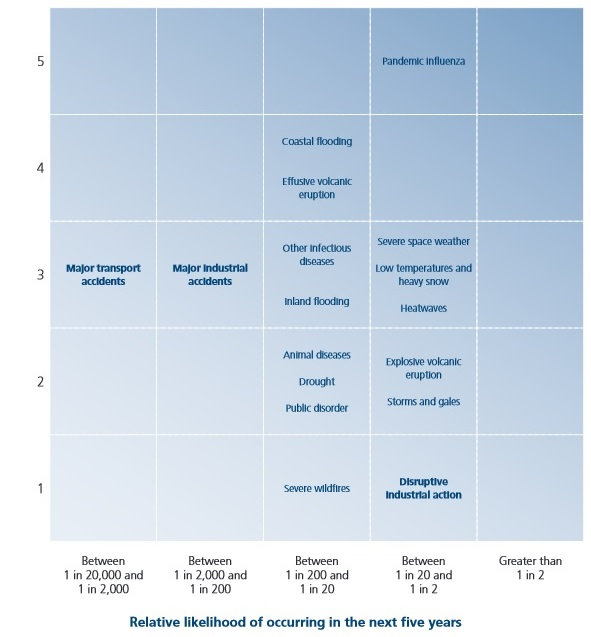 5
Pandemic influenza
4
Coastal flooding
Effusive volcanic
eruption
3
Major transport
accidents
Major industrial
accidents
Other infectious
diseases
Inland flooding
Severe space weather
Low temperatures and
heavy snow
Heatwaves
2
Animal diseases
Drought
Public disorder
Explosive volcanic
eruption
Storms and gales
1
Severe wildfires
Disruptive
industrial action
Between
1 in 20,000 and
1 in 2,000
Between
1 in 2,000 and
1 in 200
Between
1 in 200 and
1 in 20
Between
1 in 20 and
1 in 2
Greater than
1 in 2
Relative likelihood of occurring in the next five years